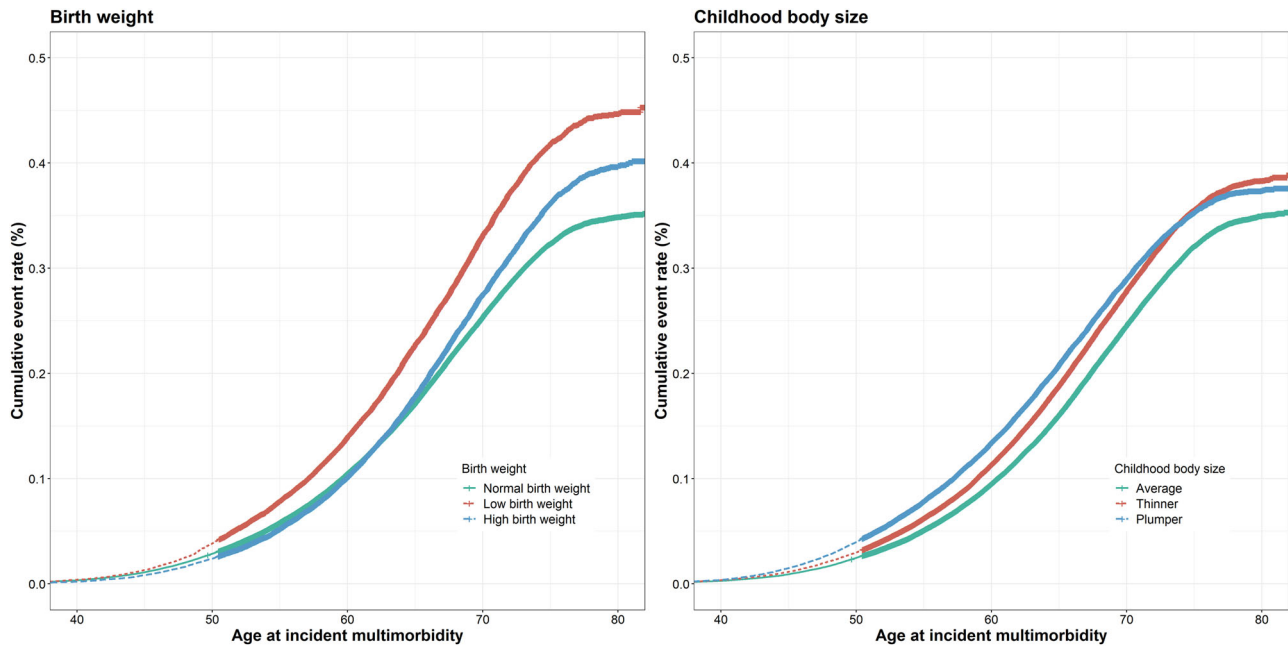 Birth weight
Cumulative event rate (%)
0.5
0.4
0.3
0.2
0.1
0.0
40 50 60 70 80
Age at incident multimorbidity
Birth weight
Normal birth weight
Low birth weight
High birth weight
Childhood body size
Cumulative event rate (%)
0.5
0.4
0.3
0.2
0.1
0.0
40 50 60 70 80
Age at incident multimorbidity
Childhood body size
Average
Thinner
Plumper